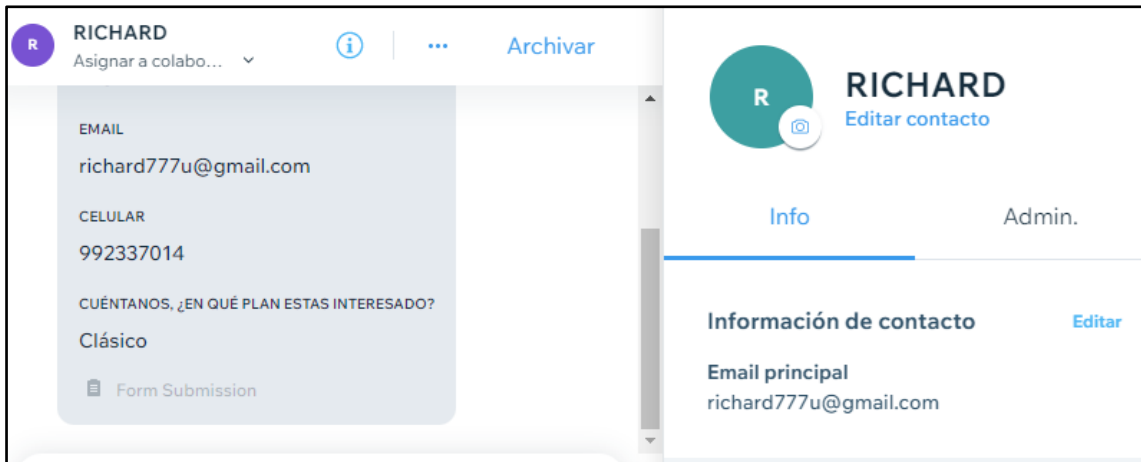 R
RICHARD
Asignar a colabo...
Archivar
EMAIL
richard777u@gmail.com
CELULAR
992337014
CUÉNTANOS, ¿EN QUÉ PLAN ESTAS INTERESADO?
Clásico
Form Submission
R
RICHARD
Editar contacto
Info
Admin.
Información de contacto
Editar
Email principal
richard777u@gmail.com